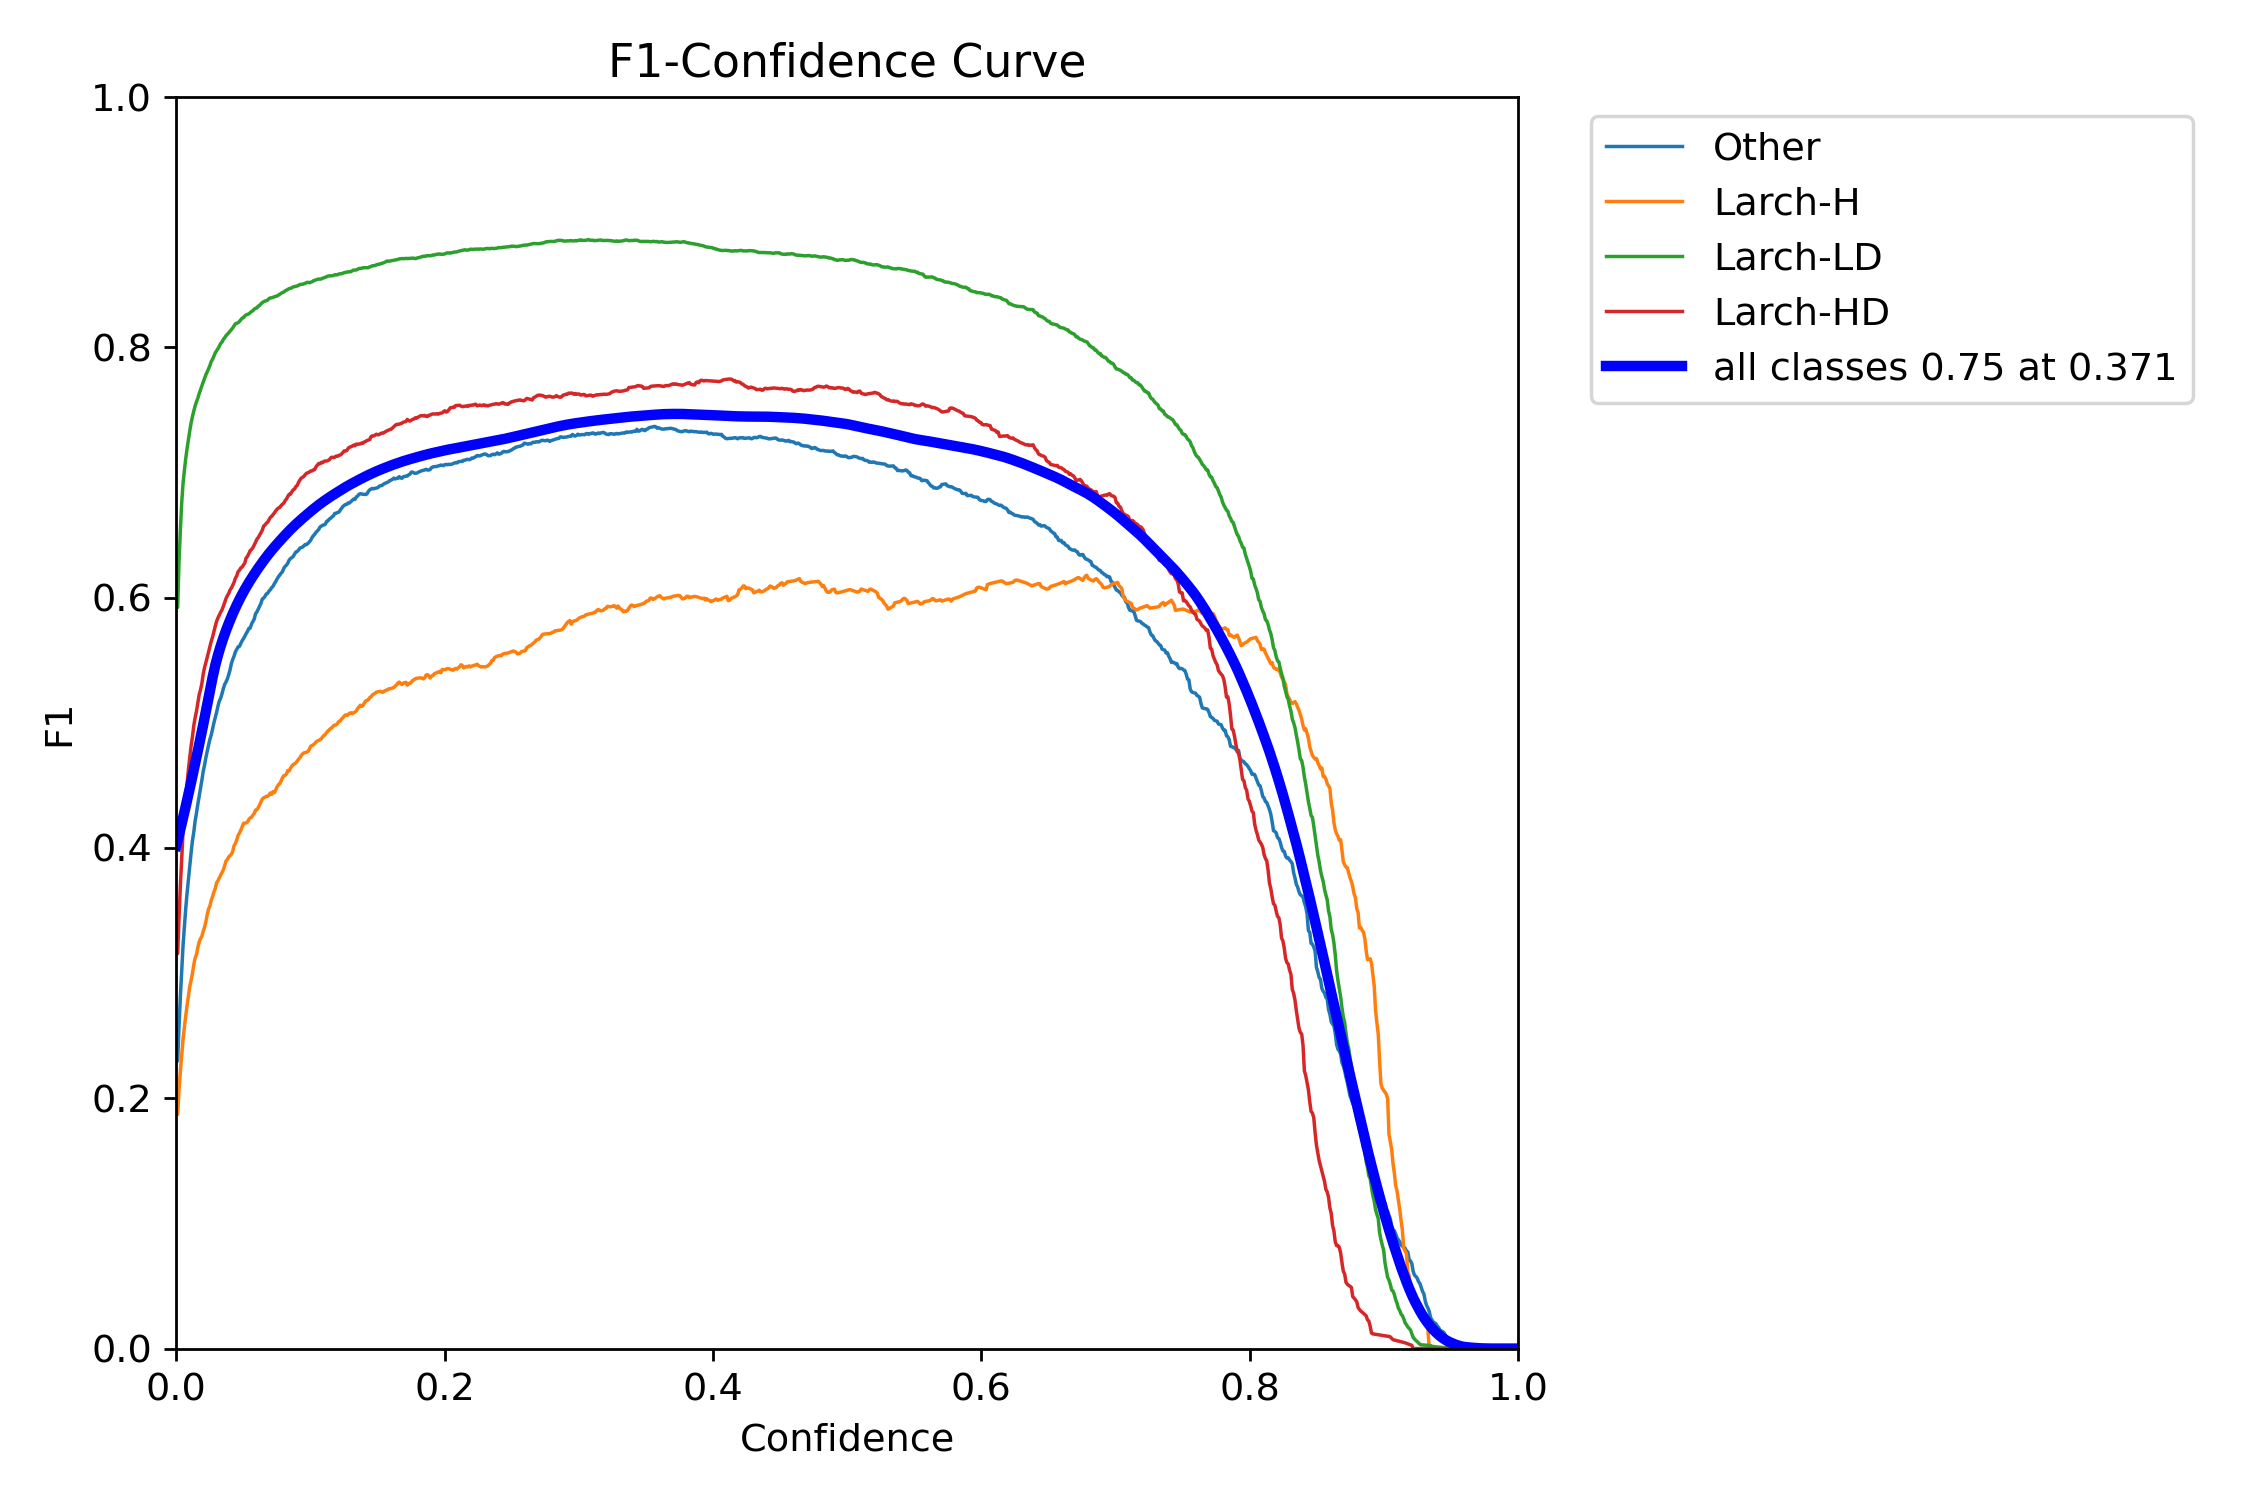 F1-Confidence Curve
1.0
0.8
0.6
0.4
0.2
0.0
F1
0.0 0.2 0.4 0.6 0.8 1.0
Confidence
Other
Larch-H
Larch-LD
Larch-HD
all classes 0.75 at 0.371